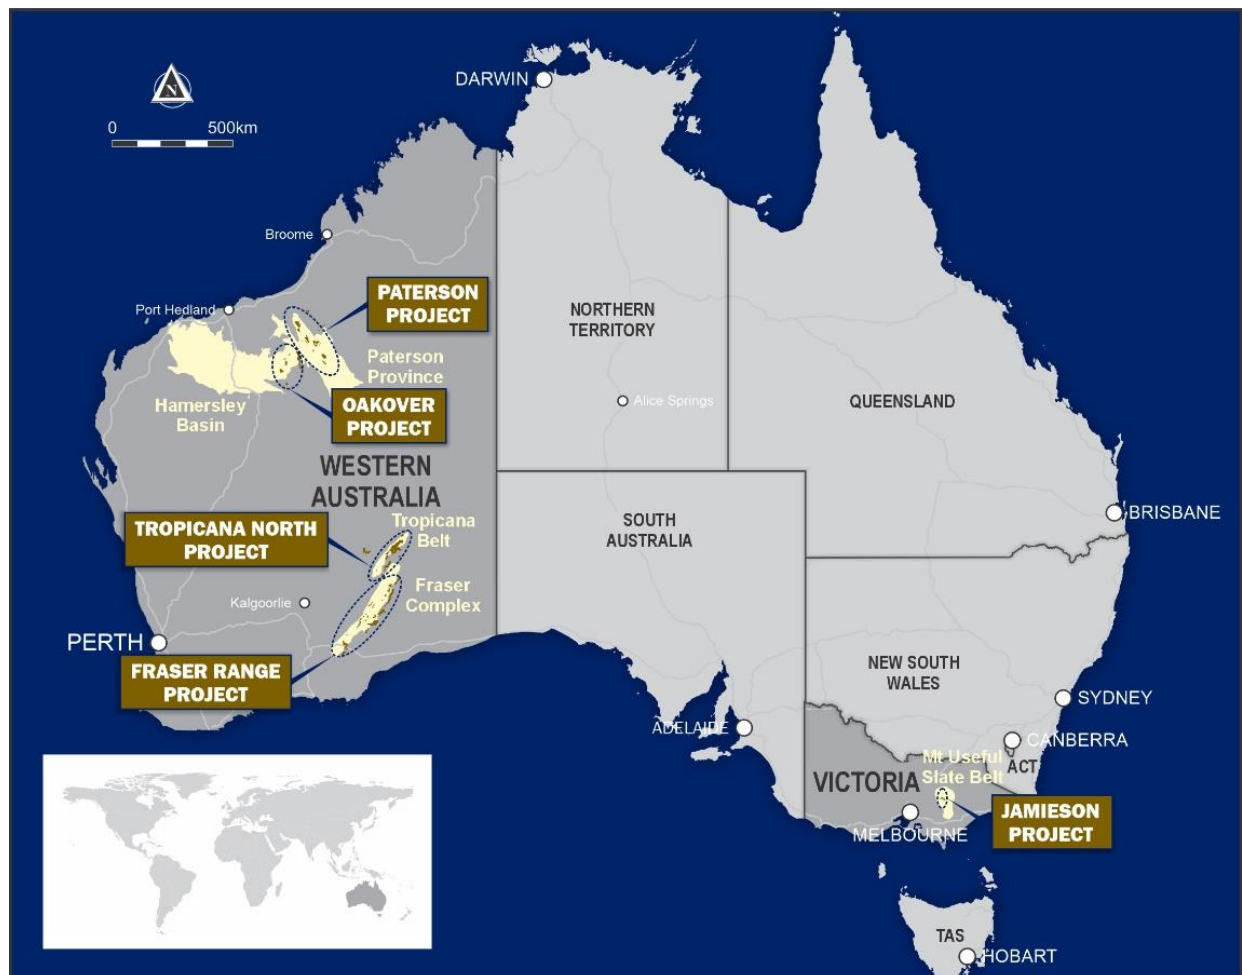 DARWIN
N
0 500km
Broome
PATERSON
PROJECT
Port Hedland
NORTHERN
TERRITORY
Paterson
Province
OAKOVER
PROJECT
Hamersley
Basin
Alice Springs
QUEENSLAND
WESTERN
AUSTRALIA
TROPICANA NORTH
PROJECT
Tropicana
Belt
SOUTH
AUSTRALIA
BRISBANE
Fraser
Complex
Kalgoorlie
PERTH
FRASER RANGE
PROJECT
NEW SOUTH
WALES
SYDNEY
ADELAIDE
CANBERRA
ACT
Mt Useful
Slate Belt
VICTORIA
JAMIESON
PROJECT
MELBOURNE
TAS
HOBART